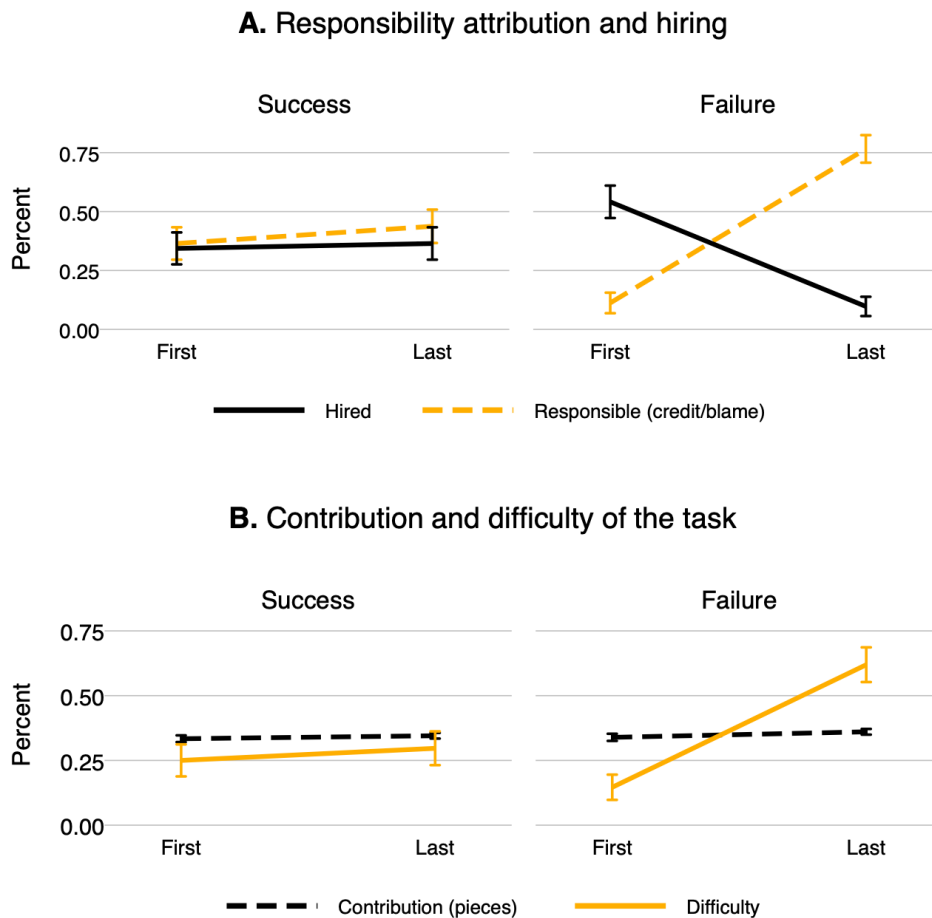 A. Responsibility attribution and hiring
Success Failure
0.75
0.50
0.25
0.00
Percent
First Last First Last
Hired Responsible (credit/blame)
B. Contribution and difficulty of the task
Success Failure
0.75
0.50
0.25
0.00
Percent
First Last First Last
Contribution (pieces) Difficulty